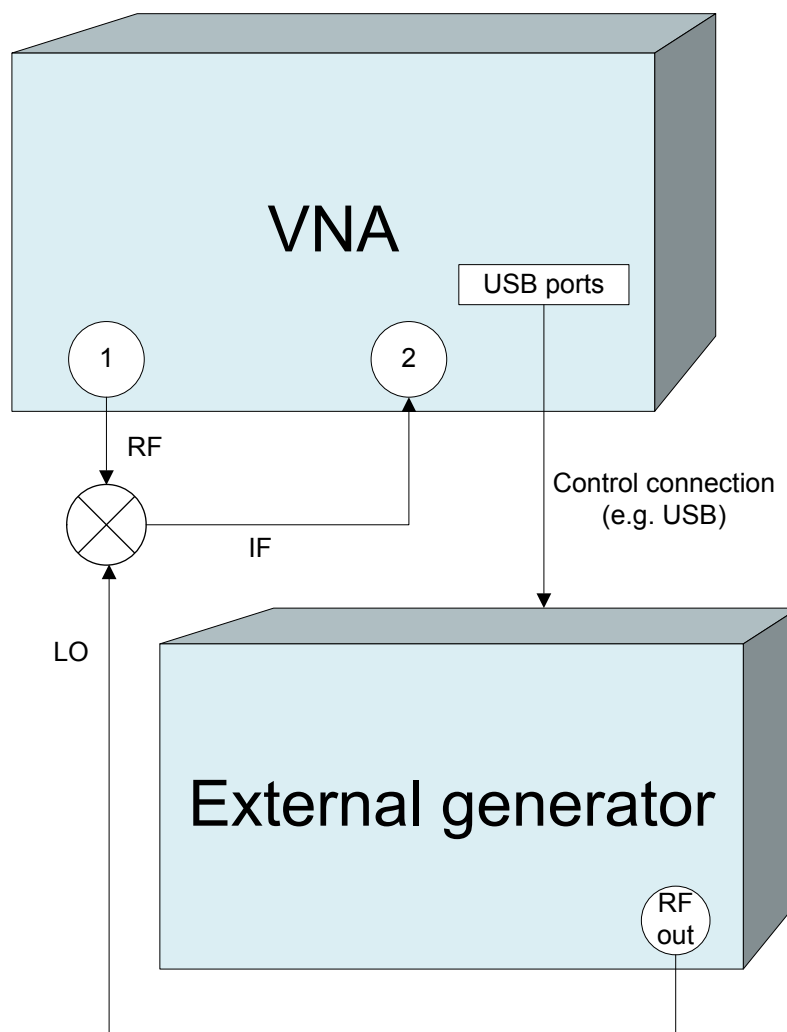 VNA
USB ports
1
2
RF
IF
Control connection
(e.g. USB)
LO
External generator
RF
out